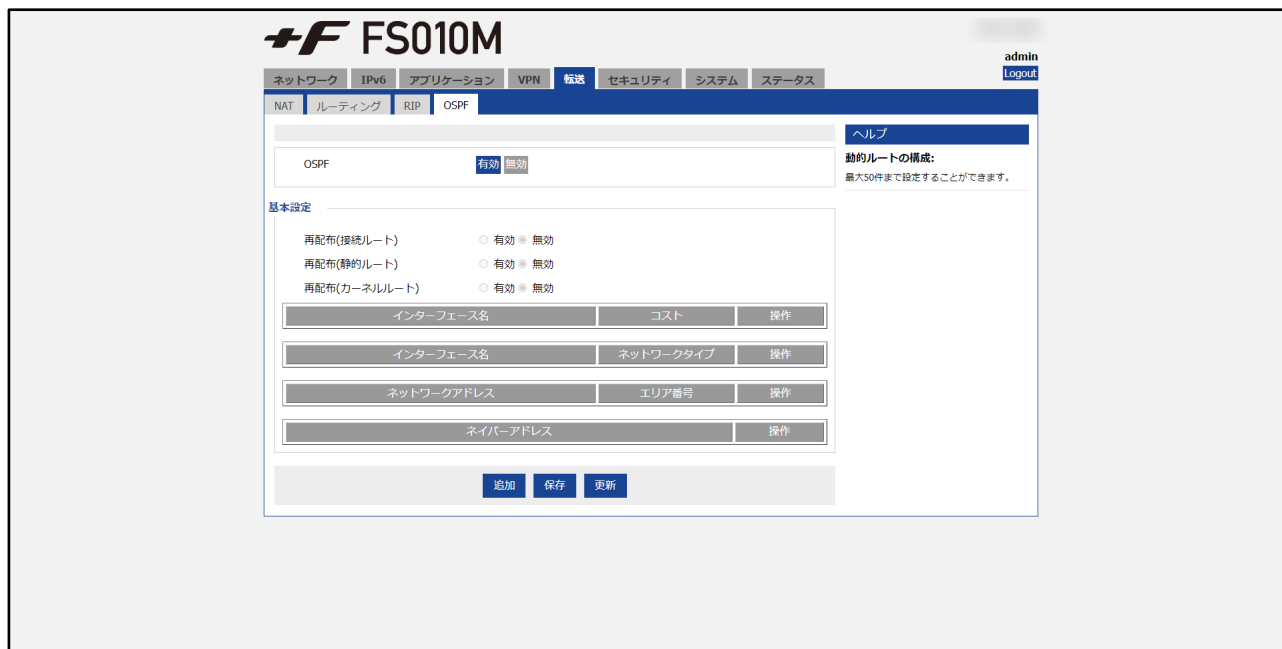 +F FS010M
admin
Logout
ネットワーク IPv6 アプリケーション VPN 転送 セキュリティ システム ステータス
NAT ルーティング RIP OSPF
ヘルプ
動的ルートの構成:
最大50件まで設定することができます。
OSPF 有効 無効
基本設定
再配布(接続ルート) 有効 無効
再配布(静的ルート) 有効 無効
再配布(カーネルルート) 有効 無効
インターフェース名 コスト 操作
インターフェース名 ネットワークタイプ 操作
ネットワークアドレス エリア番号 操作
ネイバーアドレス 操作
追加 保存 更新